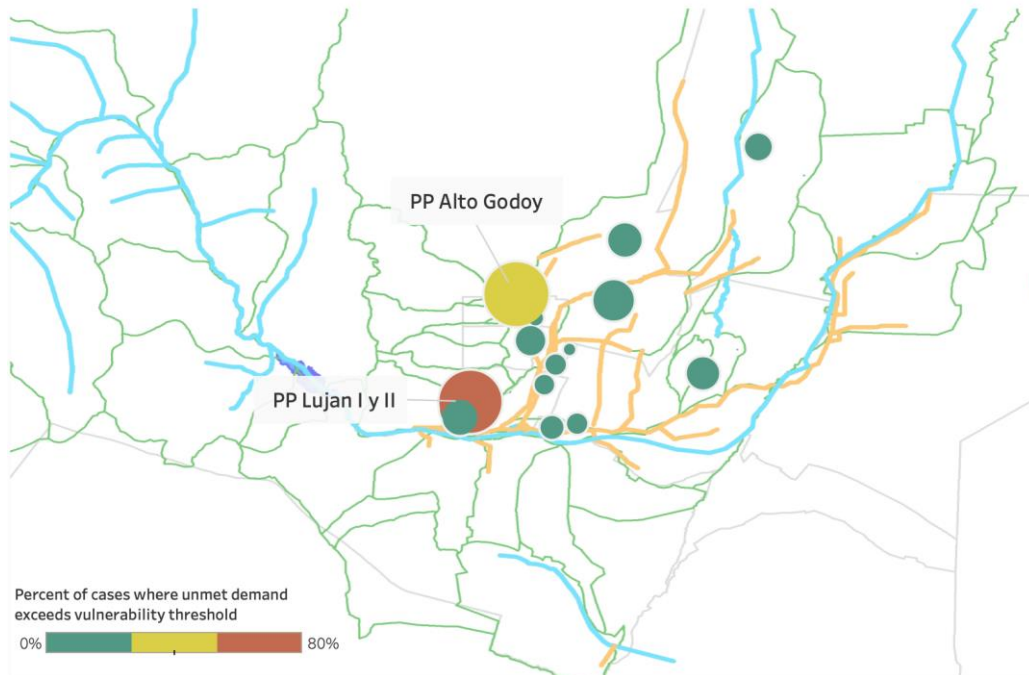 PP Alto Godoy
PP Lujan I y II
Percent of cases where unmet demand
exceeds vulnerability threshold
0%
80%